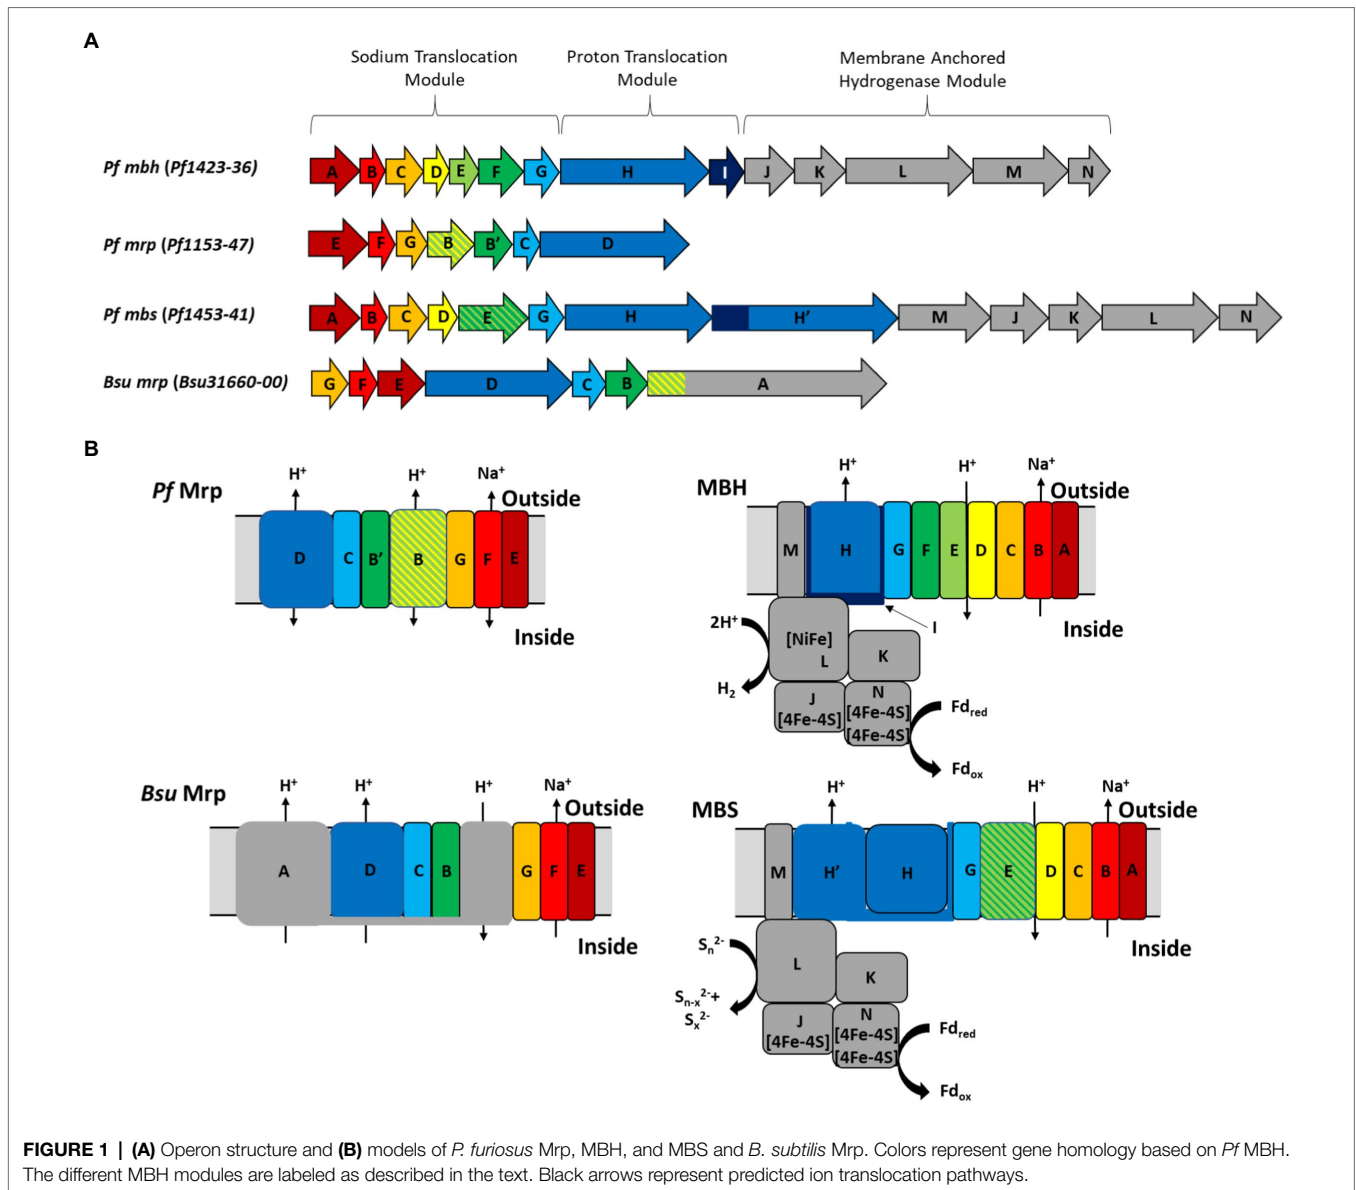 A
Sodium Translocation
Module
Proton Translocation
Module
Membrane Anchored
Hydrogenase Module
Pf mbh (Pf1423-36)
A B C D E F G H I J K L M N
Pf mrp (Pf1153-47)
E F G B B’ C D
Pf mbs (Pf1453-41)
A B C D E G H H’ M J K L N
Bsu mrp (Bsu31660-00)
G F E D C B A
B
Pf Mrp
H+ H+ Na+
Outside
D C B’ B G F E
Inside
MBH
H+ H+ Na+
Outside
M H G F E D C B A
I
Inside
2H+
[NiFe]
L
K
H2
J
[4Fe-4S]
N
[4Fe-4S]
[4Fe-4S]
Fdred
Fdox
Bsu Mrp
H+ H+ H+ Na+
Outside
A D C B G F E
Inside
MBS
H+ H+ Na+
Outside
M H’ H G E D C B A
Inside
Sn2-
L
K
Sn-x2-+
Sx2-
J
[4Fe-4S]
N
[4Fe-4S]
[4Fe-4S]
Fdred
Fdox
FIGURE 1 | (A) Operon structure and (B) models of P. furiosus Mrp, MBH, and MBS and B. subtilis Mrp. Colors represent gene homology based on Pf MBH.
The different MBH modules are labeled as described in the text. Black arrows represent predicted ion translocation pathways.